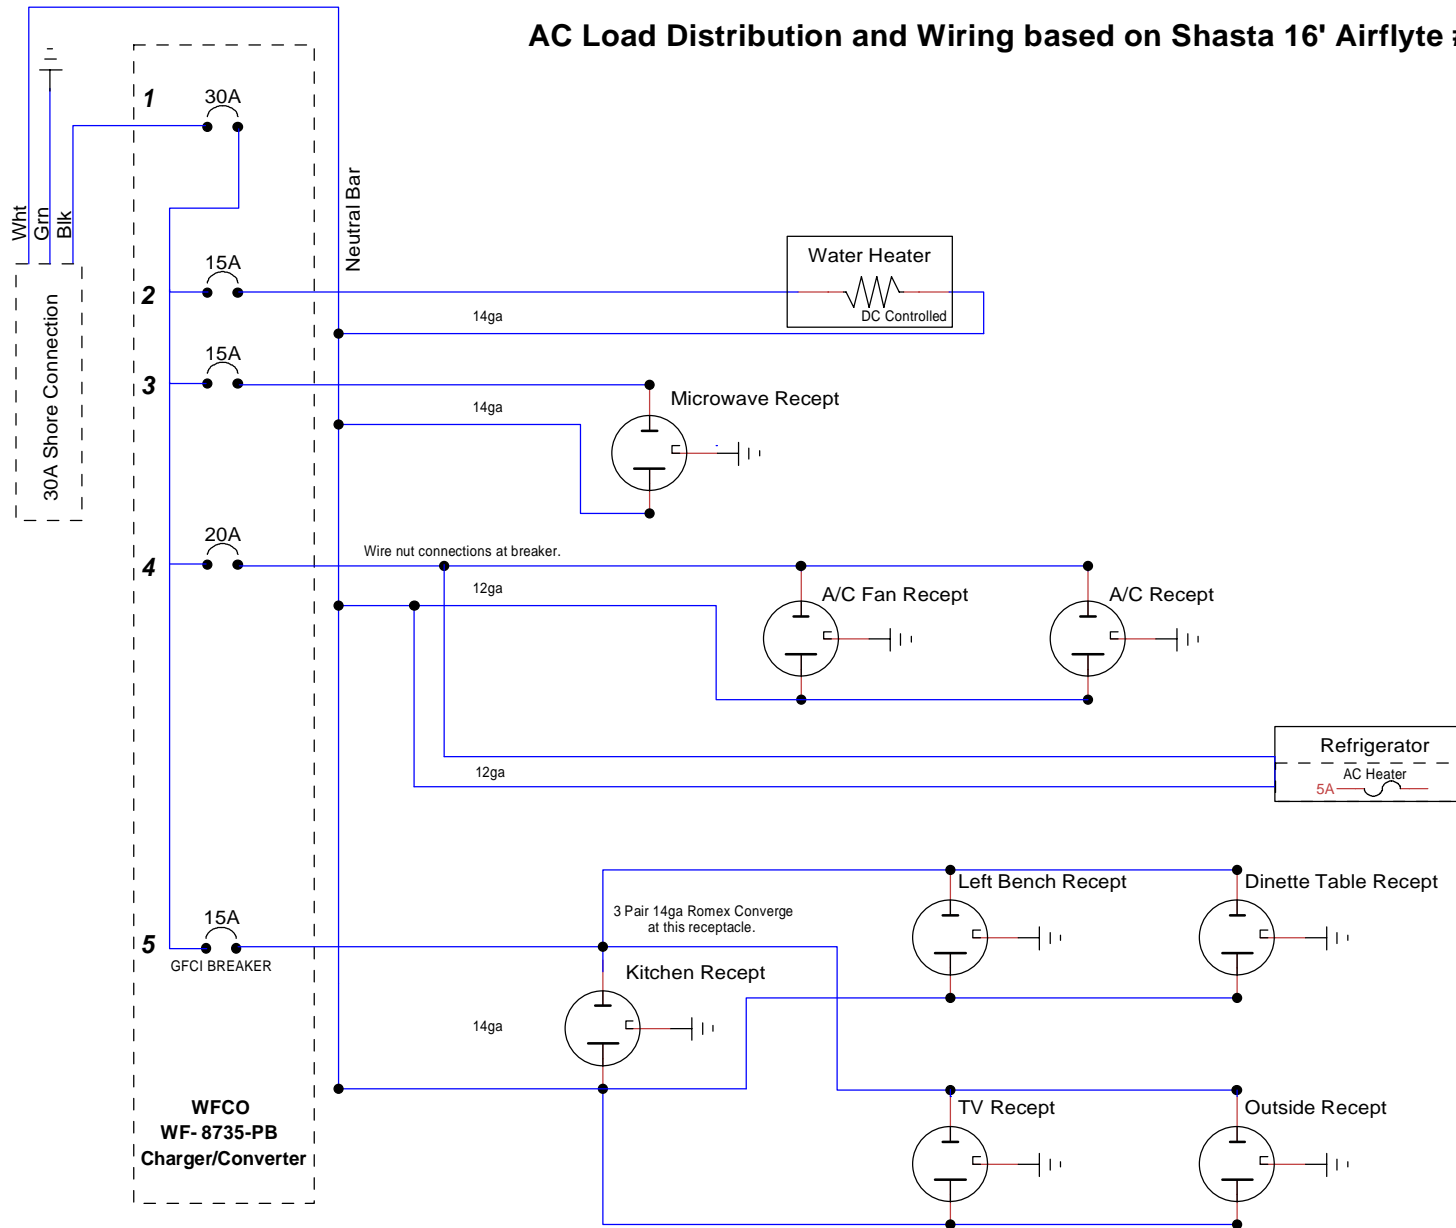 AC Load Distribution and Wiring based on Shasta 16' Airflyte
1
30A
Wht
Grn
Blk
Neutral Bar
30A Shore Connection
2
15A
Water Heater
DC Controlled
14ga
3
15A
Microwave Recept
14ga
4
20A
Wire nut connections at breaker.
12ga
A/C Fan Recept
A/C Recept
Refrigerator
AC Heater
5A
12ga
5
15A
GFCI BREAKER
3 Pair 14ga Romex Converge
at this receptacle.
Left Bench Recept
Dinette Table Recept
Kitchen Recept
14ga
TV Recept
Outside Recept
WFCO
WF- 8735-PB
Charger/Converter